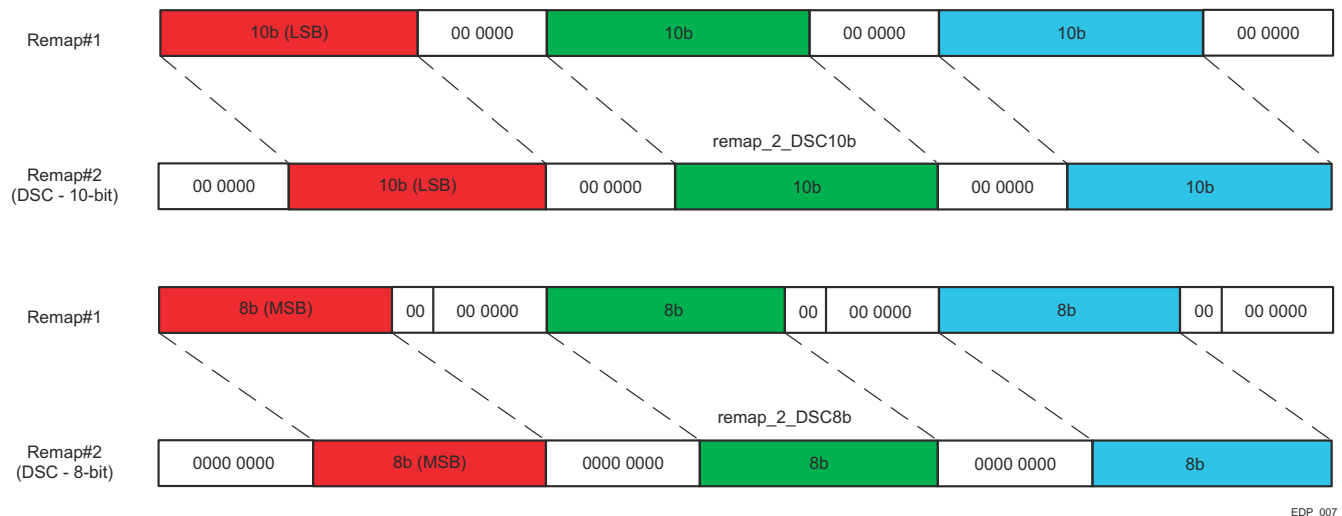 Remap#1 10b (LSB) 00 0000 10b 00 0000 10b 00 0000
remap_2_DSC10b
Remap#2
(DSC - 10-bit) 00 0000 10b (LSB) 00 0000 10b 00 0000 10b
Remap#1 8b (MSB) 00 00 0000 8b 00 00 0000 8b 00 00 0000
remap_2_DSC8b
Remap#2
(DSC - 8-bit) 0000 0000 8b (MSB) 0000 0000 8b 0000 0000 8b
EDP_007